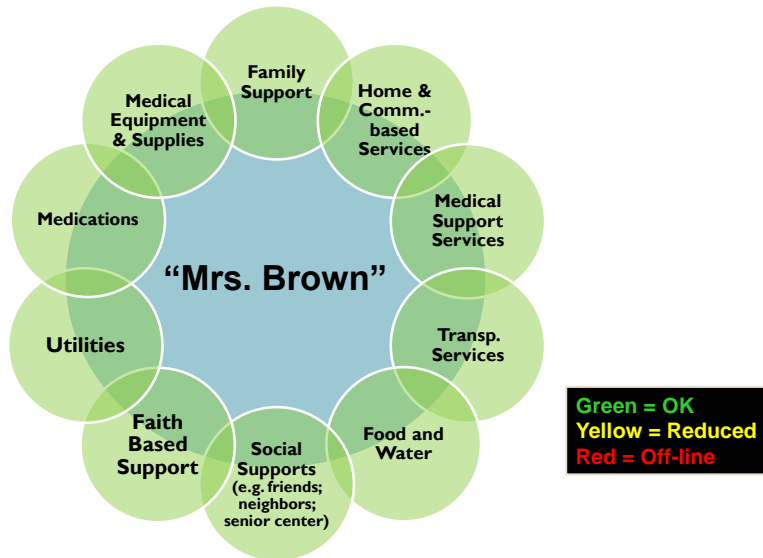 Family
Support
Home &
Comm.-
based
Services
Medical
Support
Services
Transp.
Services
Food and
Water
Social
Supports
(e.g. friends;
neighbors;
senior center)
Faith
Based
Support
Utilities
Medications
Medical
Equipment
& Supplies
“Mrs. Brown”
Green = OK
Yellow = Reduced
Red = Off-line